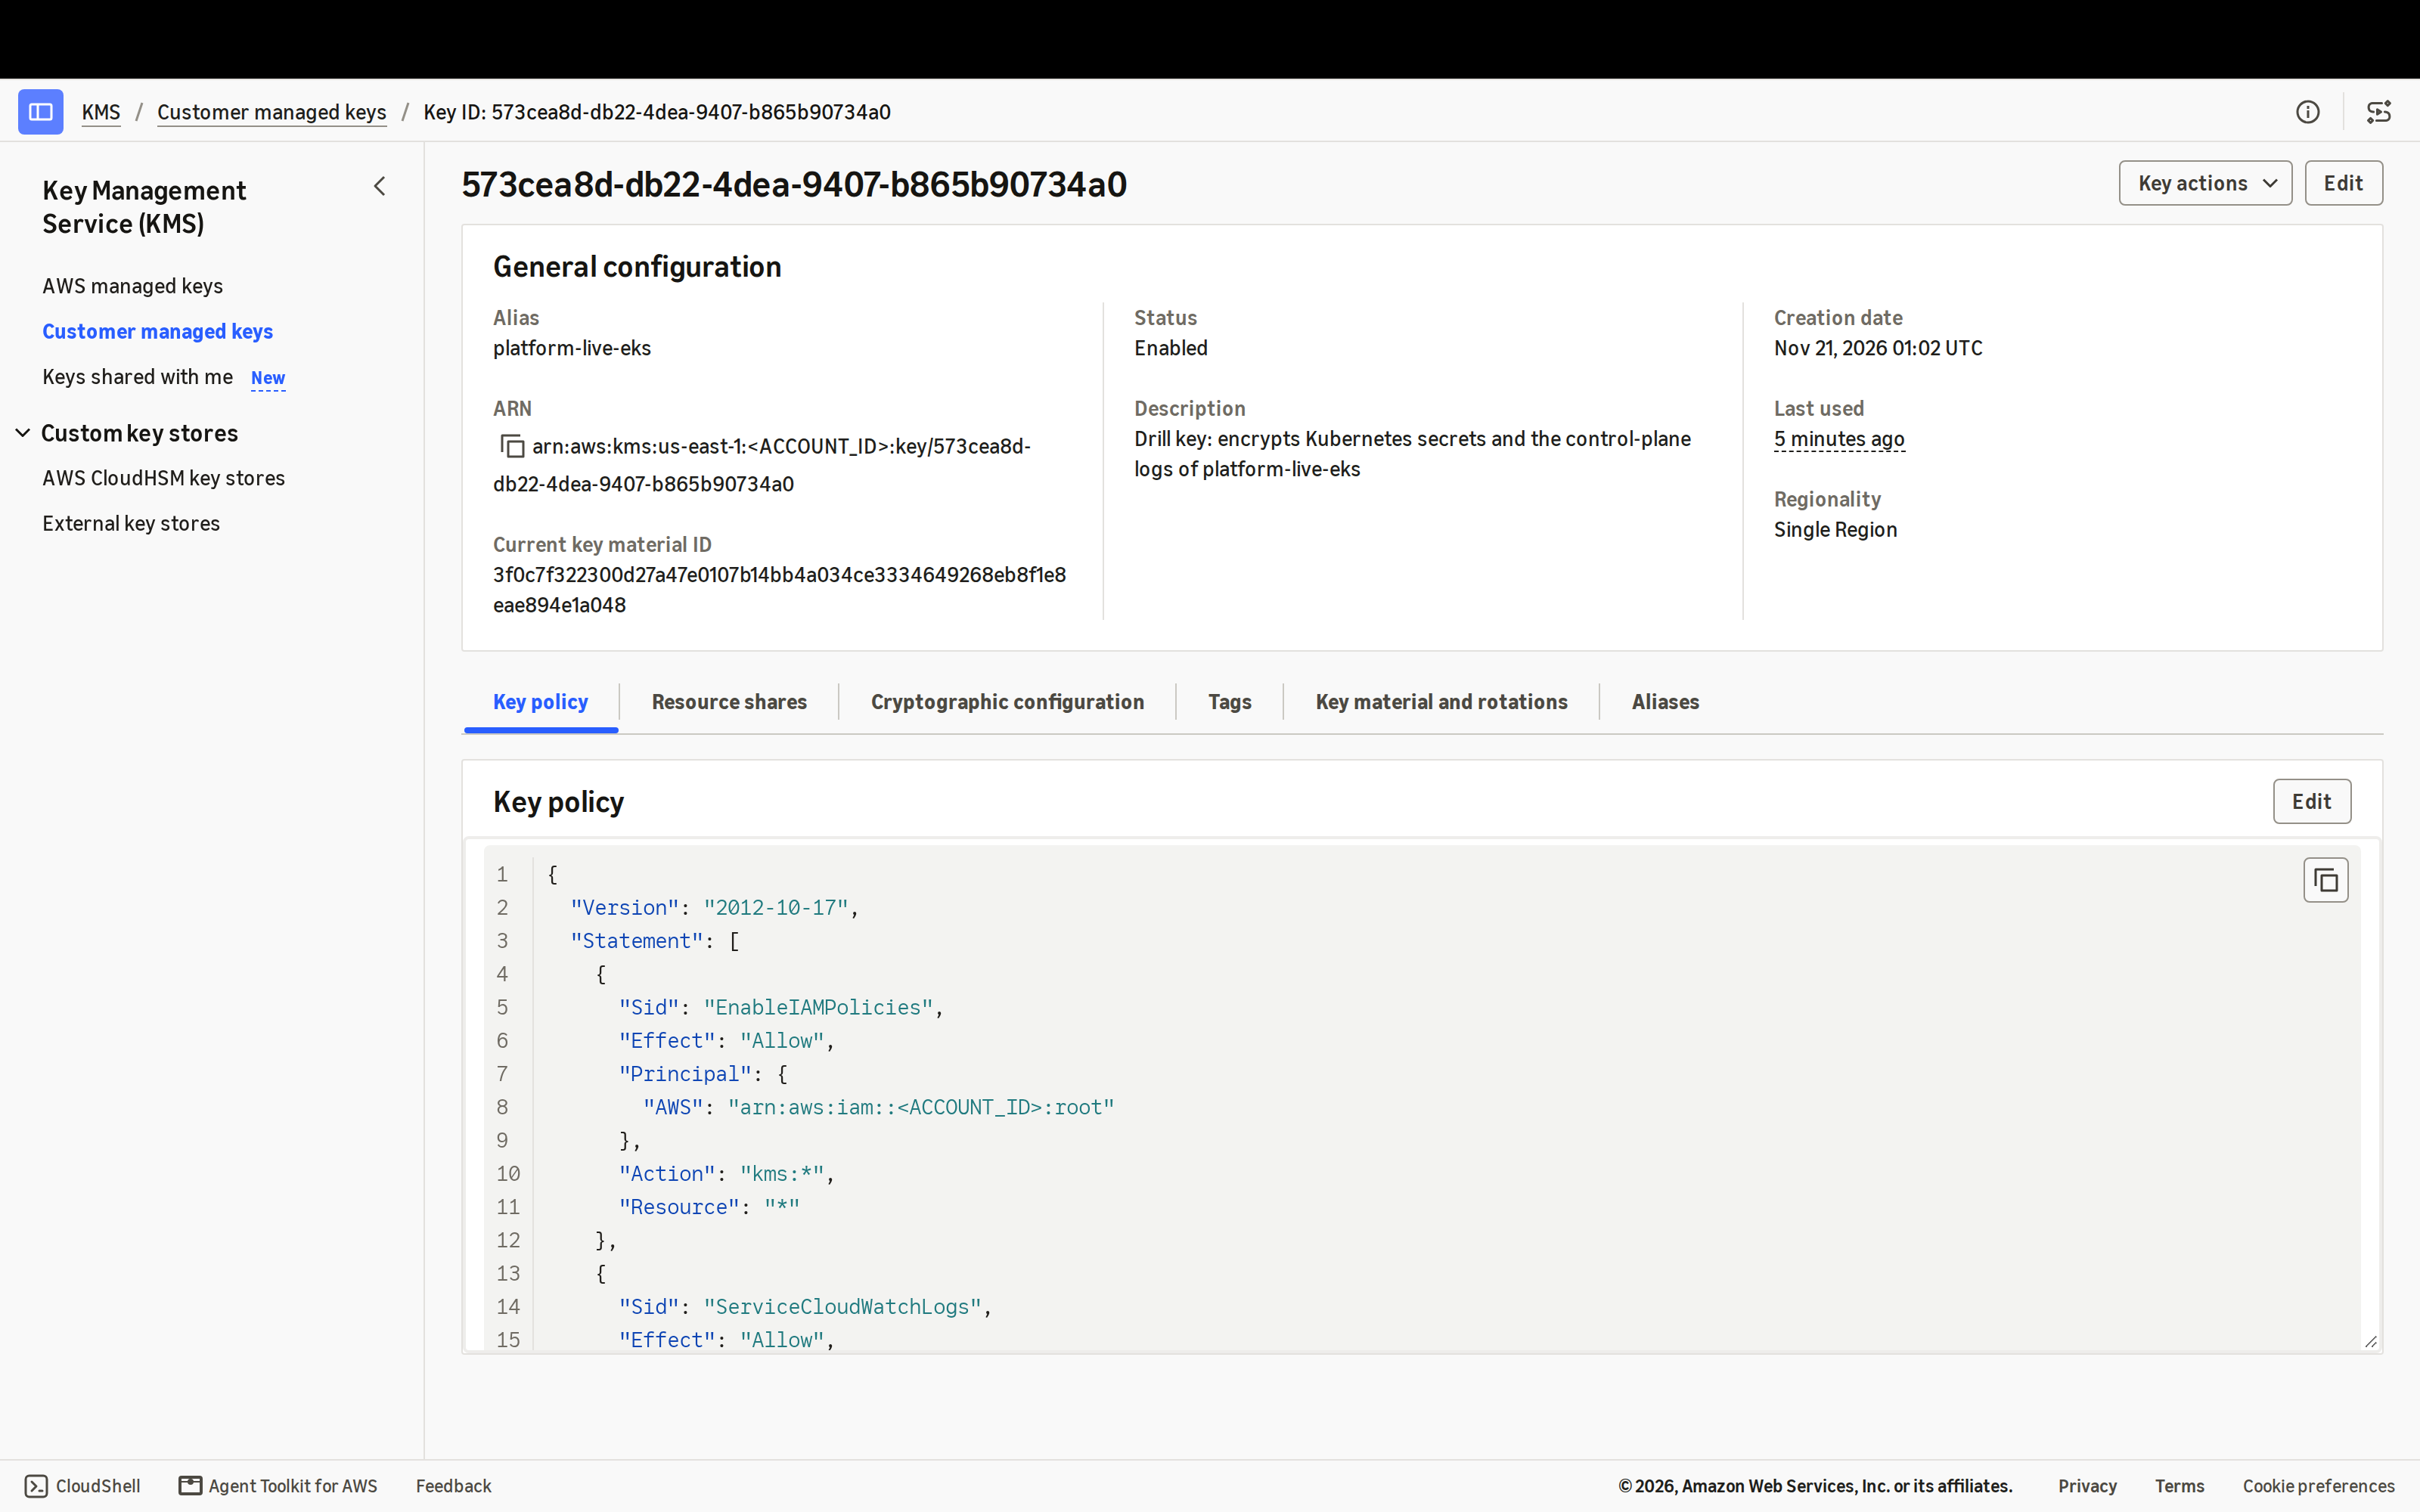 KMS / Customer managed keys / Key ID: 573cea8d-db22-4dea-9407-b865b90734a0
Key Management
Service (KMS)
AWS managed keys
Customer managed keys
Keys shared with me New
Custom key stores
AWS CloudHSM key stores
External key stores
573cea8d-db22-4dea-9407-b865b90734a0
Key actions
Edit
General configuration
Alias
platform-live-eks
ARN
arn:aws:kms:us-east-1:<ACCOUNT_ID>:key/573cea8d-
db22-4dea-9407-b865b90734a0
Current key material ID
3f0c7f322300d27a47e0107b14bb4a034ce3334649268eb8f1e8
eae894e1a048
Status
Enabled
Description
Drill key: encrypts Kubernetes secrets and the control-plane
logs of platform-live-eks
Creation date
Nov 21, 2026 01:02 UTC
Last used
5 minutes ago
Regionality
Single Region
Key policy
Resource shares
Cryptographic configuration
Tags
Key material and rotations
Aliases
Key policy
Edit
1 {
2 "Version": "2012-10-17",
3 "Statement": [
4 {
5 "Sid": "EnableIAMPolicies",
6 "Effect": "Allow",
7 "Principal": {
8 "AWS": "arn:aws:iam::<ACCOUNT_ID>:root"
9 },
10 "Action": "kms:*",
11 "Resource": "*"
12 },
13 {
14 "Sid": "ServiceCloudWatchLogs",
15 "Effect": "Allow",
CloudShell
Agent Toolkit for AWS
Feedback
© 2026, Amazon Web Services, Inc. or its affiliates.
Privacy
Terms
Cookie preferences